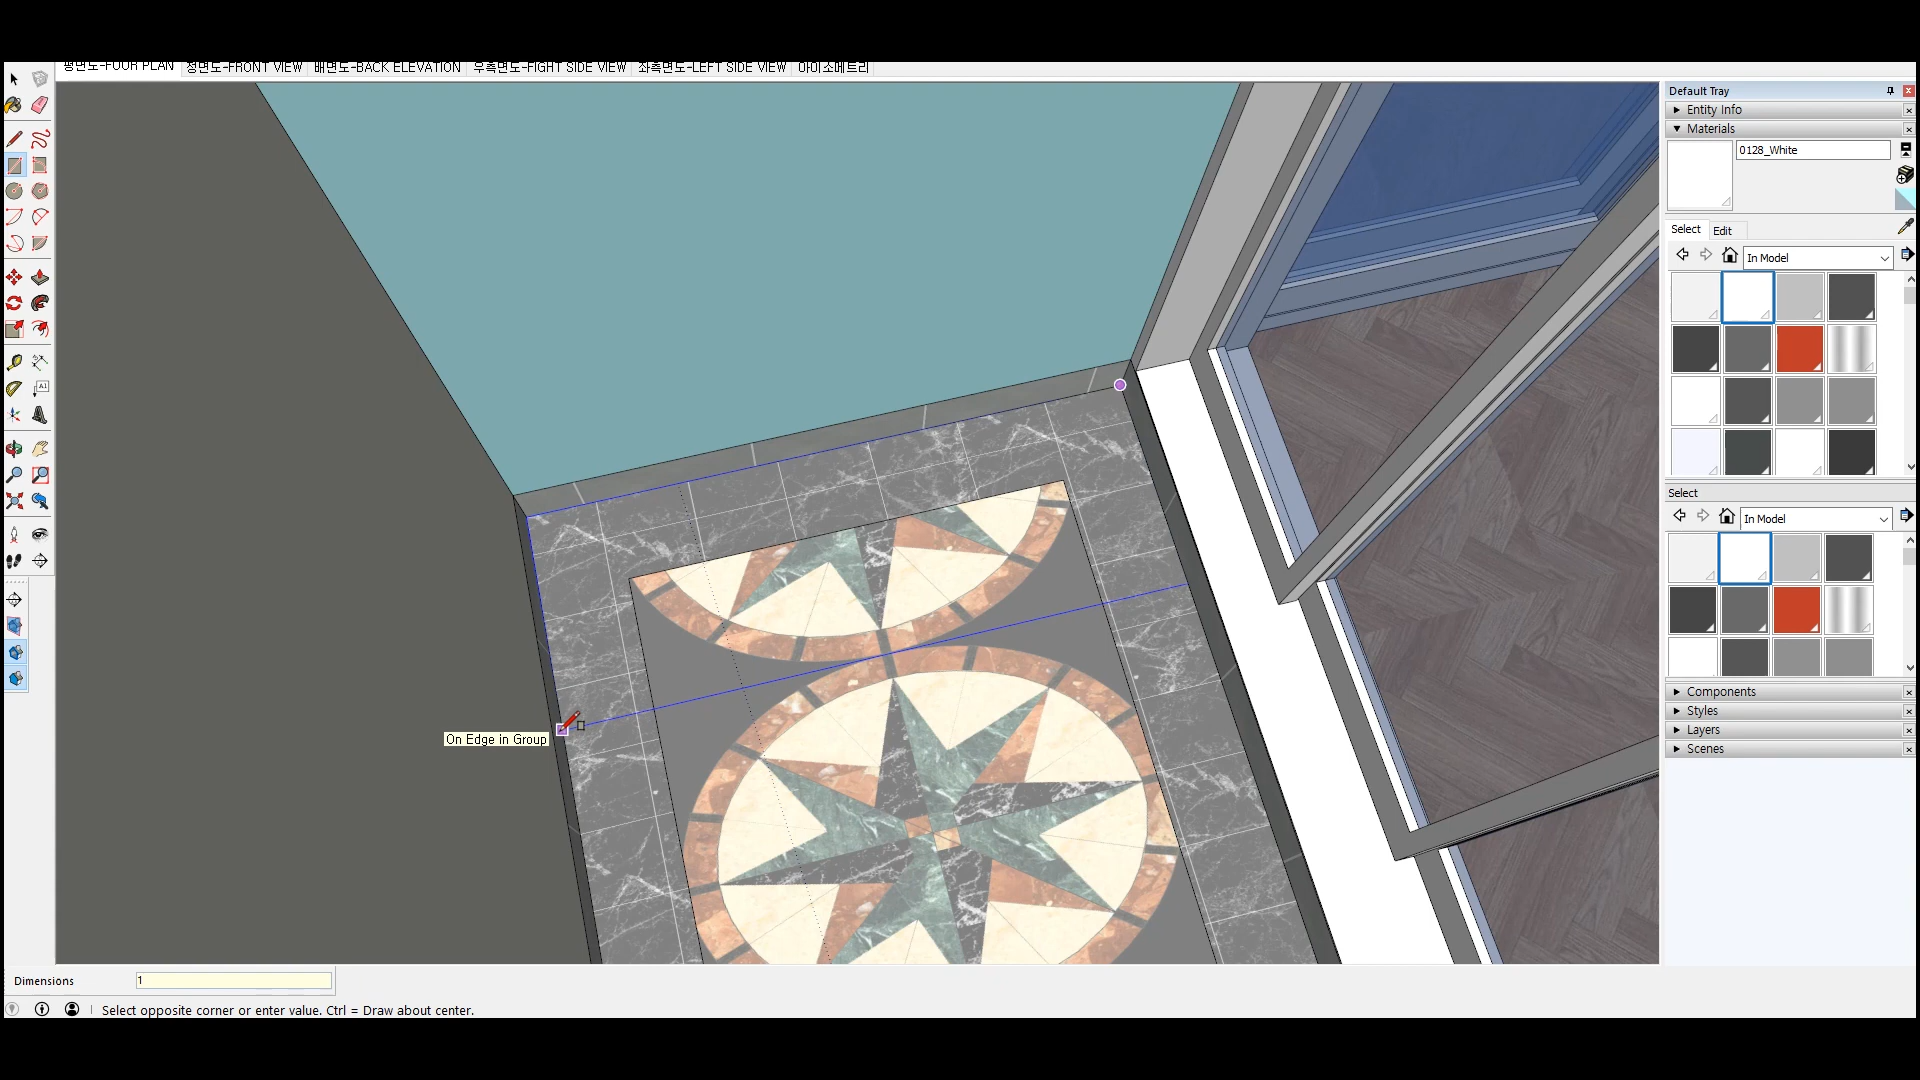 평면도-FOUR PLAN 정면도-FRONT VIEW 배면도-BACK ELEVATION 우측면도-FIGHT SIDE VIEW 좌측면도-LEFT SIDE VIEW 아이소메트리
Default Tray
Entity Info
Materials
0128_White
Select Edit
In Model
Select
In Model
Components
Styles
Layers
Scenes
A1
On Edge in Group
Dimensions 1
Select opposite corner or enter value. Ctrl = Draw about center.